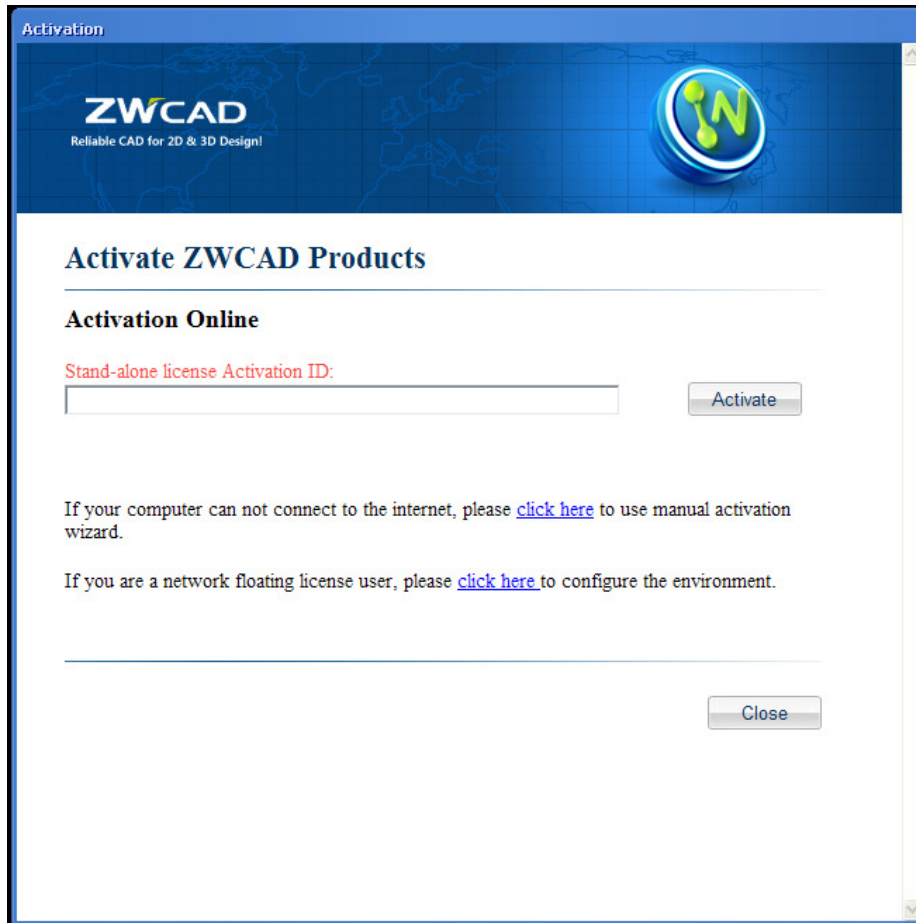 Activation
ZWCAD
Reliable CAD for 2D & 3D Design!
Activate ZWCAD Products
Activation Online
Stand-alone license Activation ID:
Activate
If your computer can not connect to the internet, please click here to use manual activation
wizard.
If you are a network floating license user, please click here to configure the environment.
Close